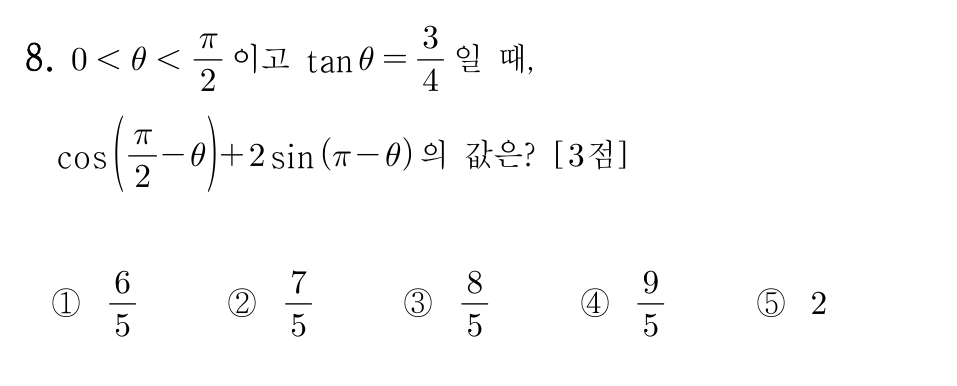 8. 0 < θ < π/2 이고 tan θ = 3/4 일 때,
cos(π/2 − θ) + 2 sin (π − θ) 의 값은? [3점]
① 6/5 ② 7/5 ③ 8/5 ④ 9/5 ⑤ 2